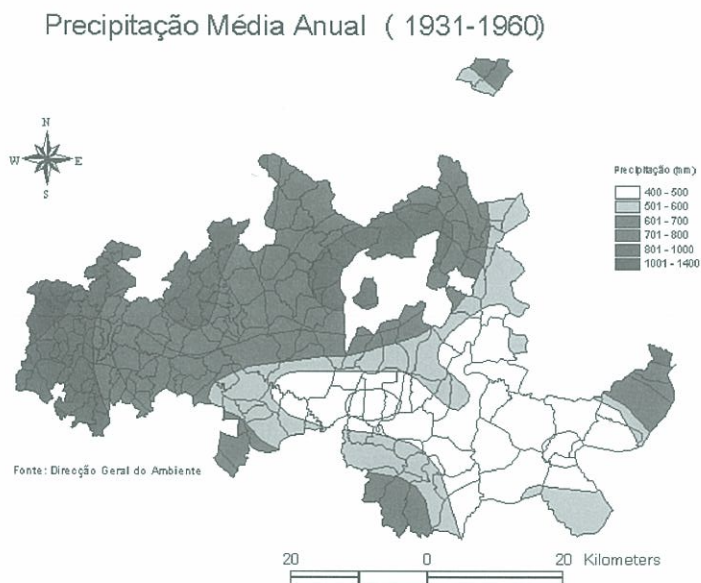 Precipitação Média Anual ( 1931-1960)
N
W E
S
Precipitação (mm)
400 - 500
501 - 600
601 - 700
701 - 800
801 - 1000
1001 - 1400
Fonte: Direcção Geral do Ambiente
20 0 20 Kilometers